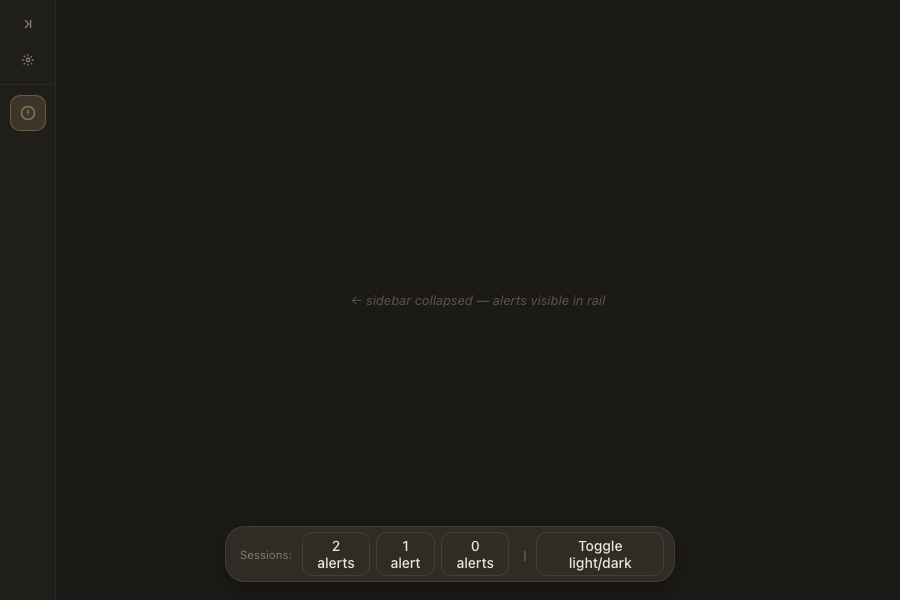 ← sidebar collapsed — alerts visible in rail
Sessions:
2
alerts
1
alert
0
alerts
|
Toggle
light/dark